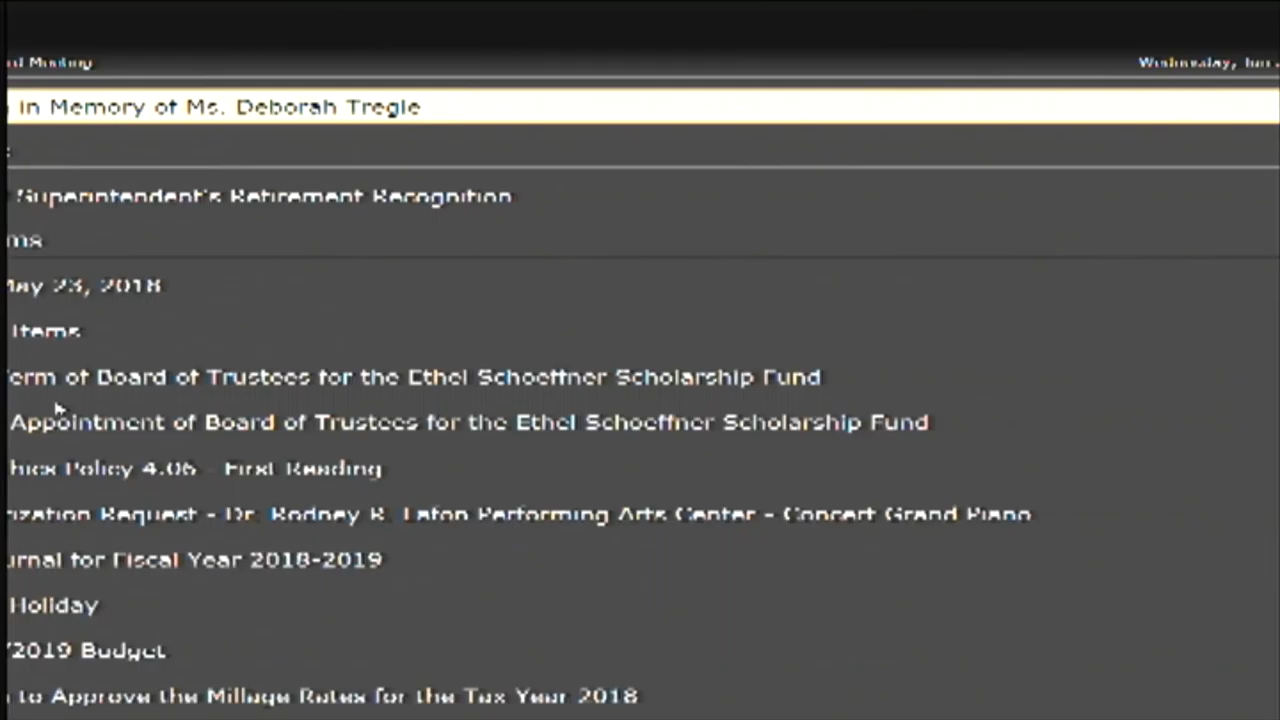 Meeting Wednesday,
in Memory of Ms. Deborah Tregle
Superintendent's Retirement Recognition
May 23, 2018
Items
Term of Board of Trustees for the Ethel Schoeffner Scholarship Fund
Appointment of Board of Trustees for the Ethel Schoeffner Scholarship Fund
Policy 4.06 - First Reading
Request - Dr. Rodney R. Lafon Performing Arts Center - Concert Grand Piano
for Fiscal Year 2018-2019
Holiday
/2019 Budget
to Approve the Millage Rates for the Tax Year 2018